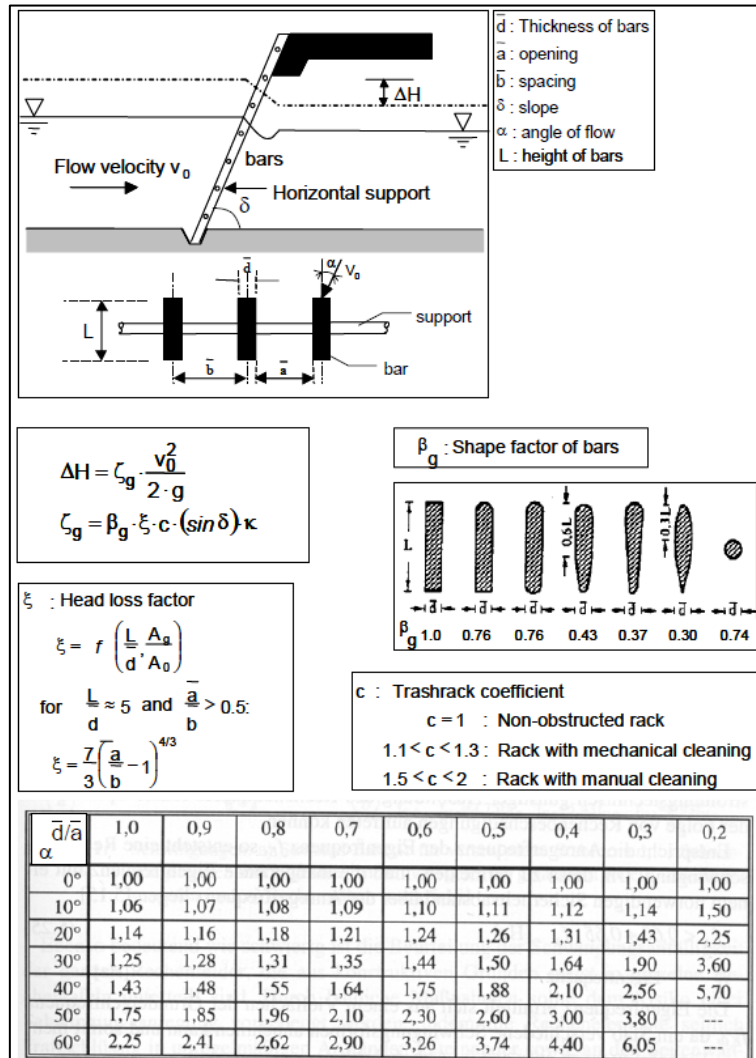 d̄ : Thickness of bars
ā : opening
b̄ : spacing
δ : slope
α : angle of flow
L : height of bars
ΔH
Flow velocity v₀
bars
Horizontal support
δ
d̄
α
V₀
L
support
b̄
ā
bar
ΔH = ζg · v₀² / 2 · g
ζg = βg · ξ · c · (sin δ) · κ
βg : Shape factor of bars
L
0,6L
0,3L
d̄ d̄ d̄ d̄ d̄ d̄ d̄
βg 1.0 0.76 0.76 0.43 0.37 0.30 0.74
ξ : Head loss factor
ξ = f (L/d̄, Ag/A₀)
for L/d̄ ≈ 5 and ā/b̄ > 0.5:
ξ = 7/3 (ā/b̄ − 1)^4/3
c : Trashrack coefficient
c = 1 : Non-obstructed rack
1.1 < c < 1.3 : Rack with mechanical cleaning
1.5 < c < 2 : Rack with manual cleaning
d̄/ā 1,0 0,9 0,8 0,7 0,6 0,5 0,4 0,3 0,2
α
0° 1,00 1,00 1,00 1,00 1,00 1,00 1,00 1,00 1,00
10° 1,06 1,07 1,08 1,09 1,10 1,11 1,12 1,14 1,50
20° 1,14 1,16 1,18 1,21 1,24 1,26 1,31 1,43 2,25
30° 1,25 1,28 1,31 1,35 1,44 1,50 1,64 1,90 3,60
40° 1,43 1,48 1,55 1,64 1,75 1,88 2,10 2,56 5,70
50° 1,75 1,85 1,96 2,10 2,30 2,60 3,00 3,80 ---
60° 2,25 2,41 2,62 2,90 3,26 3,74 4,40 6,05 ---